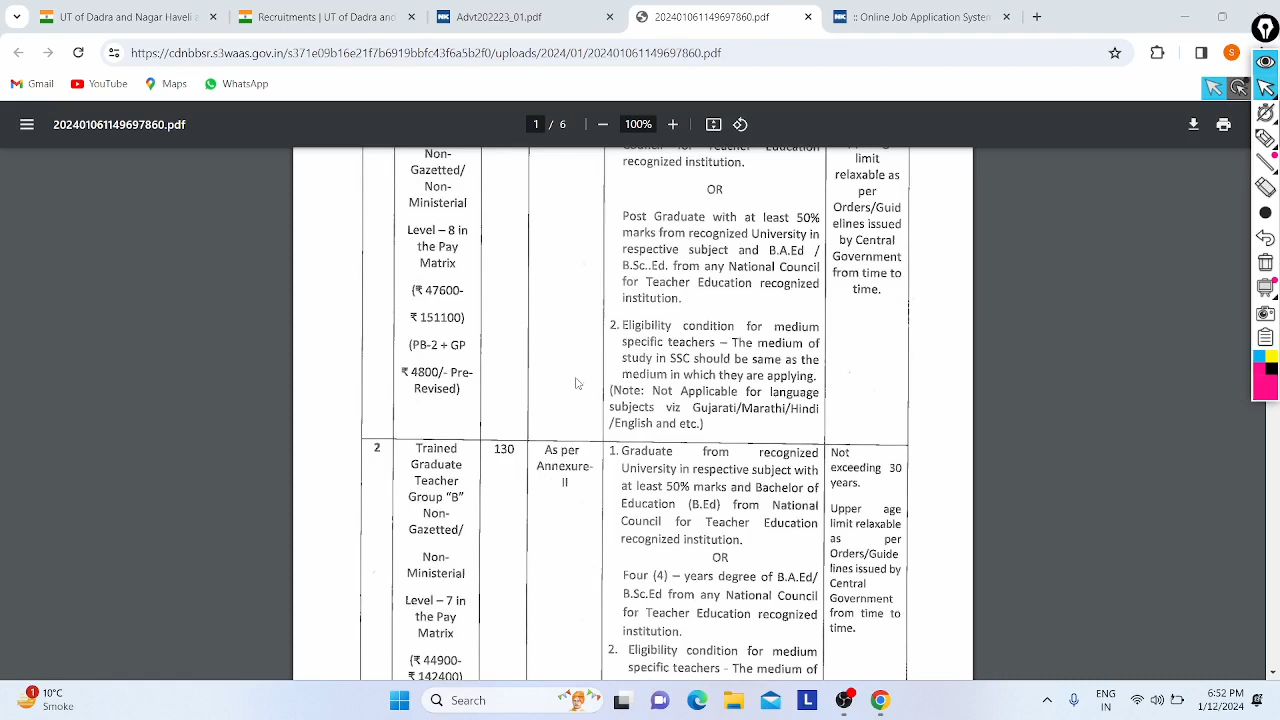 UT of Dadra and Nagar Haveli a
Recruitments | UT of Dadra and
Advt-2223_01.pdf
202401061149697860.pdf
:: Online Job Application System
https://cdnbbsr.s3waas.gov.in/s371e09b16e21f7b6919bbfc43f6a5b2f0/uploads/2024/01/202401061149697860.pdf
S
Gmail
YouTube
Maps
WhatsApp
202401061149697860.pdf
1 / 6
100%
Non-
Gazetted/
Non-
Ministerial
Level – 8 in
the Pay
Matrix
(₹ 47600-
₹ 151100)
(PB-2 + GP
₹ 4800/- Pre-
Revised)
Council for Teacher Education
recognized institution.
OR
Post Graduate with at least 50%
marks from recognized University in
respective subject and B.A.Ed /
B.Sc..Ed. from any National Council
for Teacher Education recognized
institution.
2. Eligibility condition for medium
specific teachers – The medium of
study in SSC should be same as the
medium in which they are applying.
(Note: Not Applicable for language
subjects viz Gujarati/Marathi/Hindi
/English and etc.)
limit
relaxable as
per
Orders/Guid
elines issued
by Central
Government
from time to
time.
2
Trained
Graduate
Teacher
Group “B”
Non-
Gazetted/
Non-
Ministerial
Level – 7 in
the Pay
Matrix
(₹ 44900-
₹ 142400)
130
As per
Annexure-
II
1. Graduate from recognized
University in respective subject with
at least 50% marks and Bachelor of
Education (B.Ed) from National
Council for Teacher Education
recognized institution.
OR
Four (4) – years degree of B.A.Ed/
B.Sc.Ed from any National Council
for Teacher Education recognized
institution.
2. Eligibility condition for medium
specific teachers - The medium of
Not
exceeding 30
years.
Upper age
limit relaxable
as per
Orders/Guide
lines issued by
Central
Government
from time to
time.
1
10°C
Smoke
Search
L
ENG
IN
6:52 PM
1/12/2024